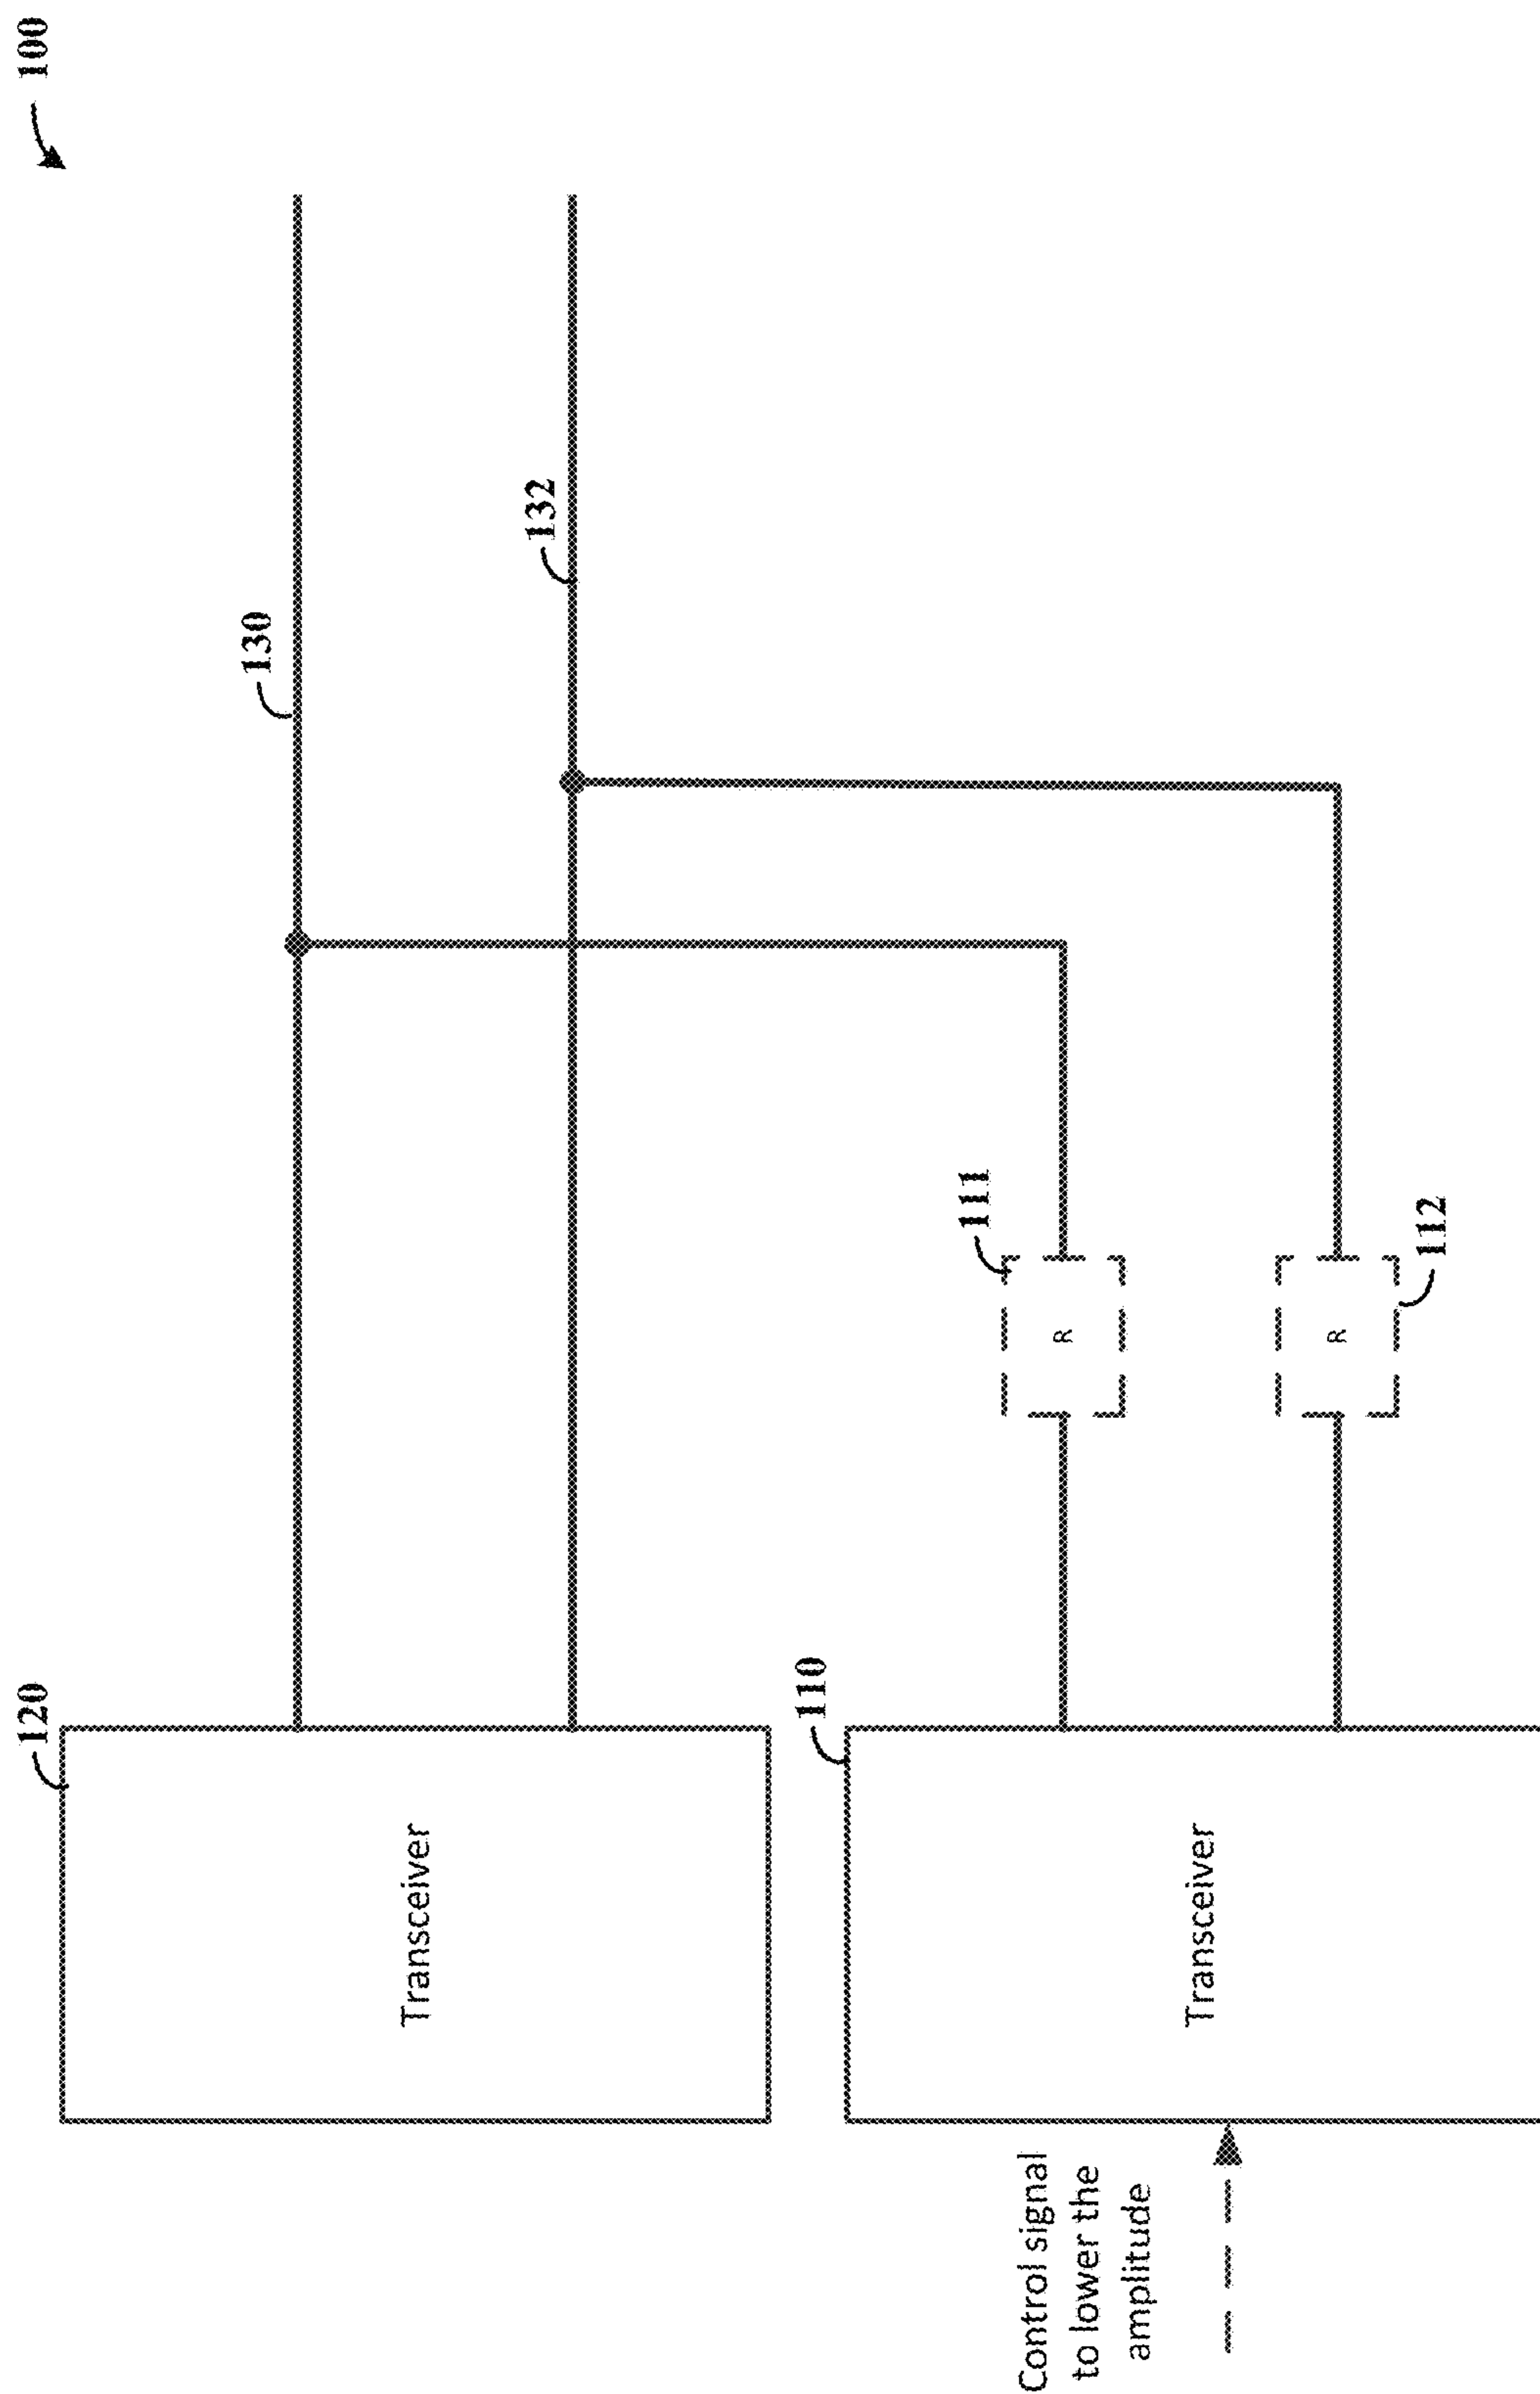 100
130
132
120
Transceiver
111
R
R
112
110
Transceiver
Control signal
to lower the
amplitude